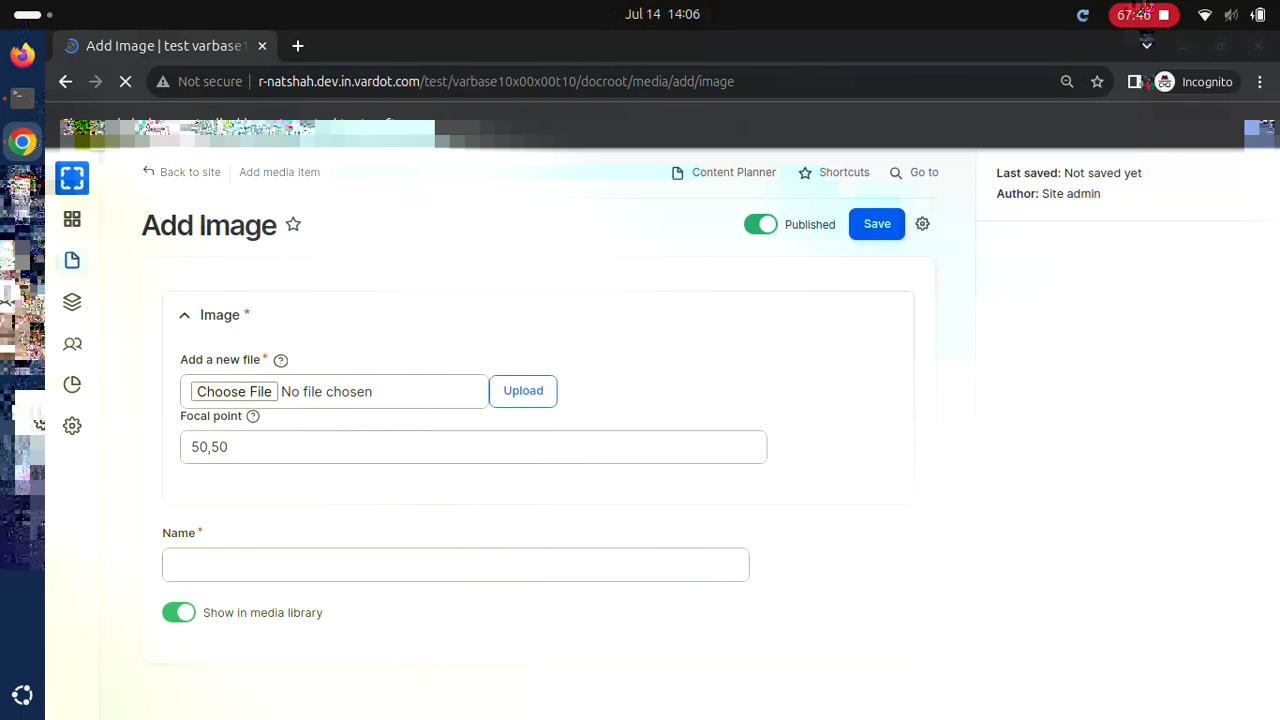 Jul 14 14:06
67:46
Add Image | test varbase1
Not secure
r-natshah.dev.in.vardot.com/test/varbase10x00x00t10/docroot/media/add/image
Incognito
Back to site
Add media item
Content Planner
Shortcuts
Go to
Last saved: Not saved yet
Author: Site admin
Add Image
Published
Save
Image *
Add a new file *
Choose File No file chosen
Upload
Focal point
50,50
Name *
Show in media library